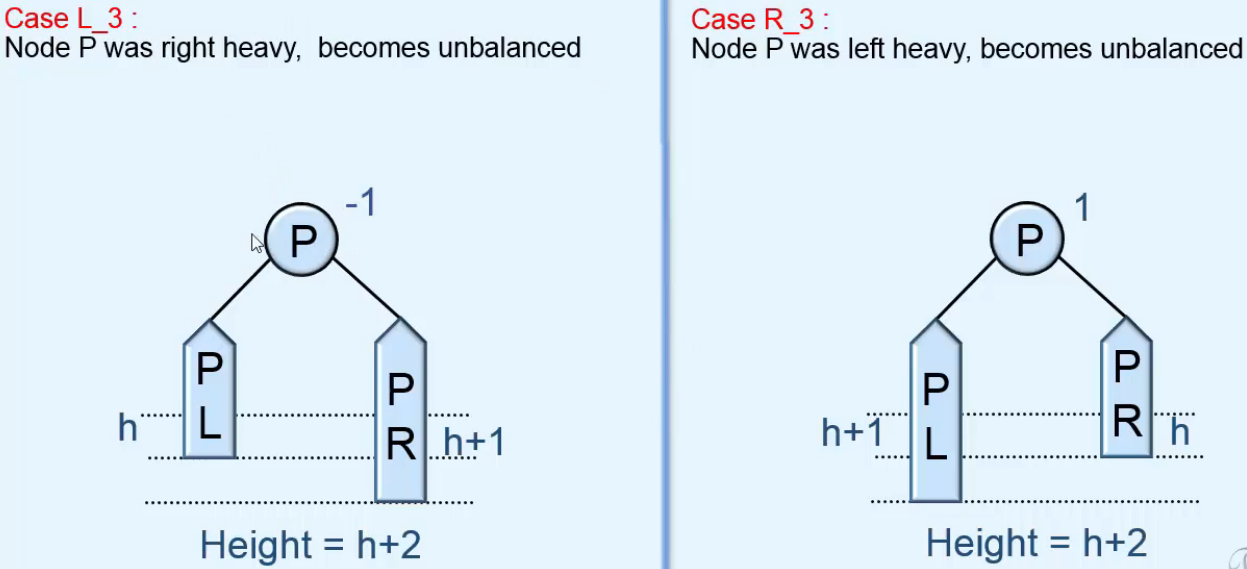 Case L_3 :
Node P was right heavy,  becomes unbalanced
-1
P
P
L
P
R
h
h+1
Height = h+2
Case R_3 :
Node P was left heavy, becomes unbalanced
1
P
P
L
P
R
h+1
h
Height = h+2